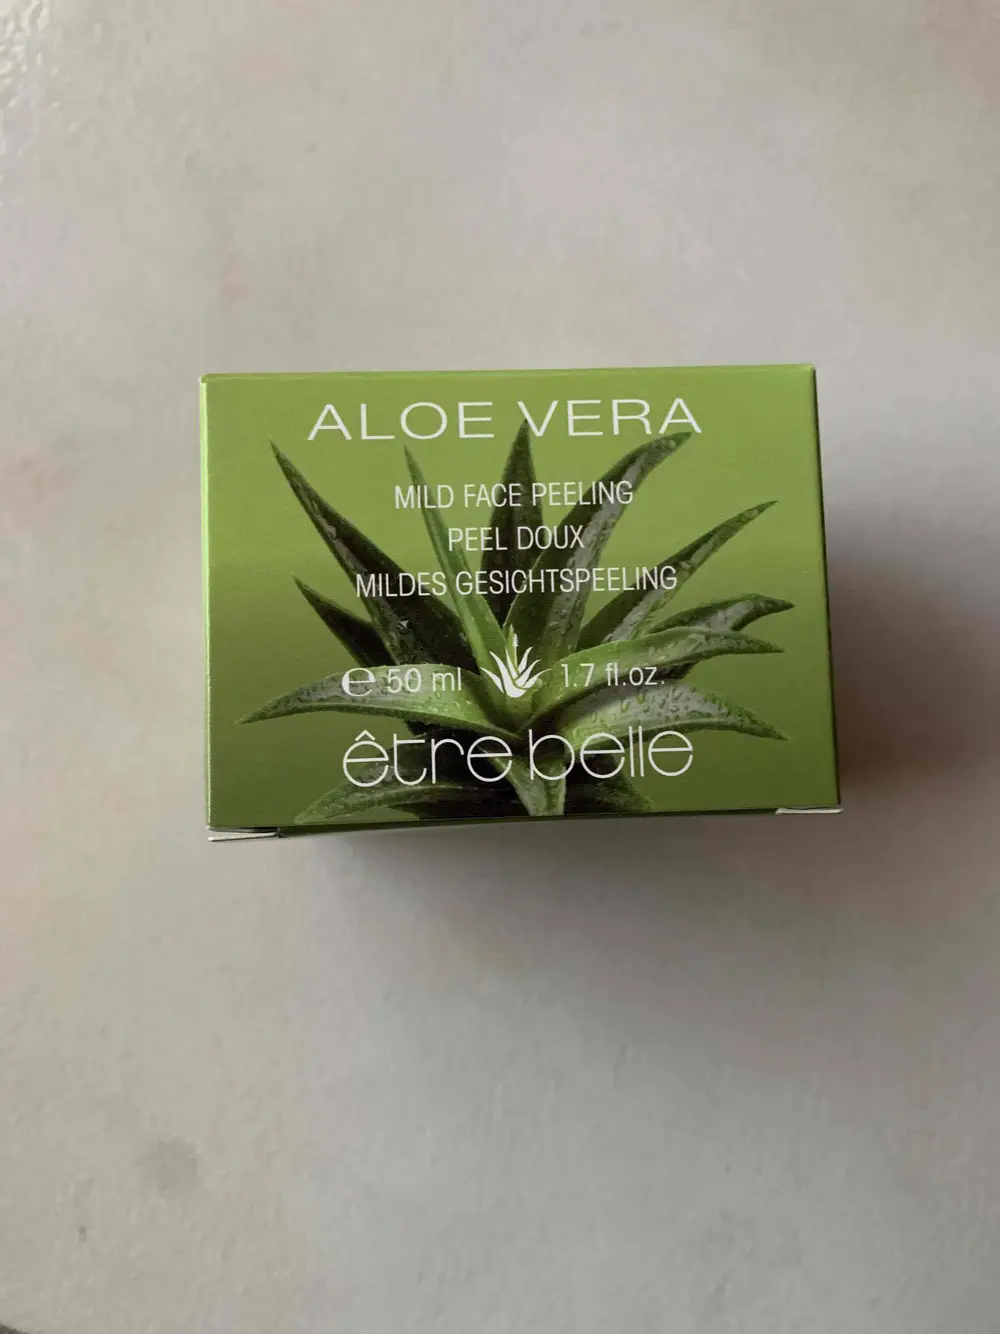 ALOE VERA
MILD FACE PEELING
PEEL DOUX
MILDES GESICHTSPEELING
℮ 50 ml 1.7 fl.oz.
être belle